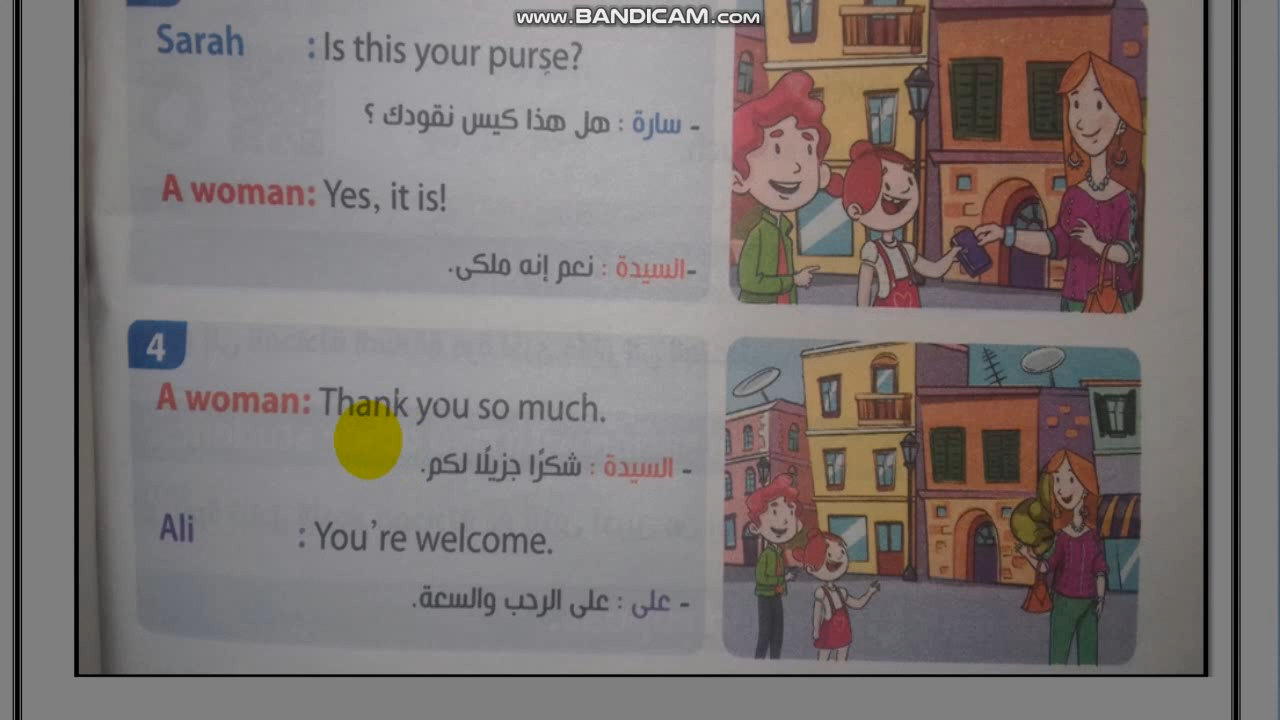 www.BANDICAM.com
Sarah : Is this your purse?
- سارة : هل هذا كيس نقودك ؟
A woman: Yes, it is!
-السيدة : نعم إنه ملكى.
4
A woman: Thank you so much.
- السيدة : شكرًا جزيلًا لكم.
Ali : You're welcome.
- على : على الرحب والسعة.